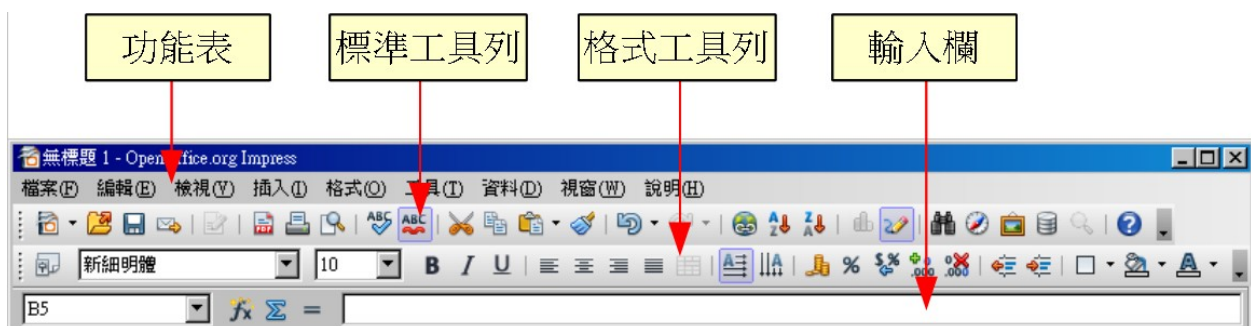 功能表 標準工具列 格式工具列 輸入欄
無標題 1 - OpenOffice.org Impress
檔案(F) 編輯(E) 檢視(V) 插入(I) 格式(O) 工具(T) 資料(D) 視窗(W) 說明(H)
ABC ABC
新細明體 10 B I U
B5